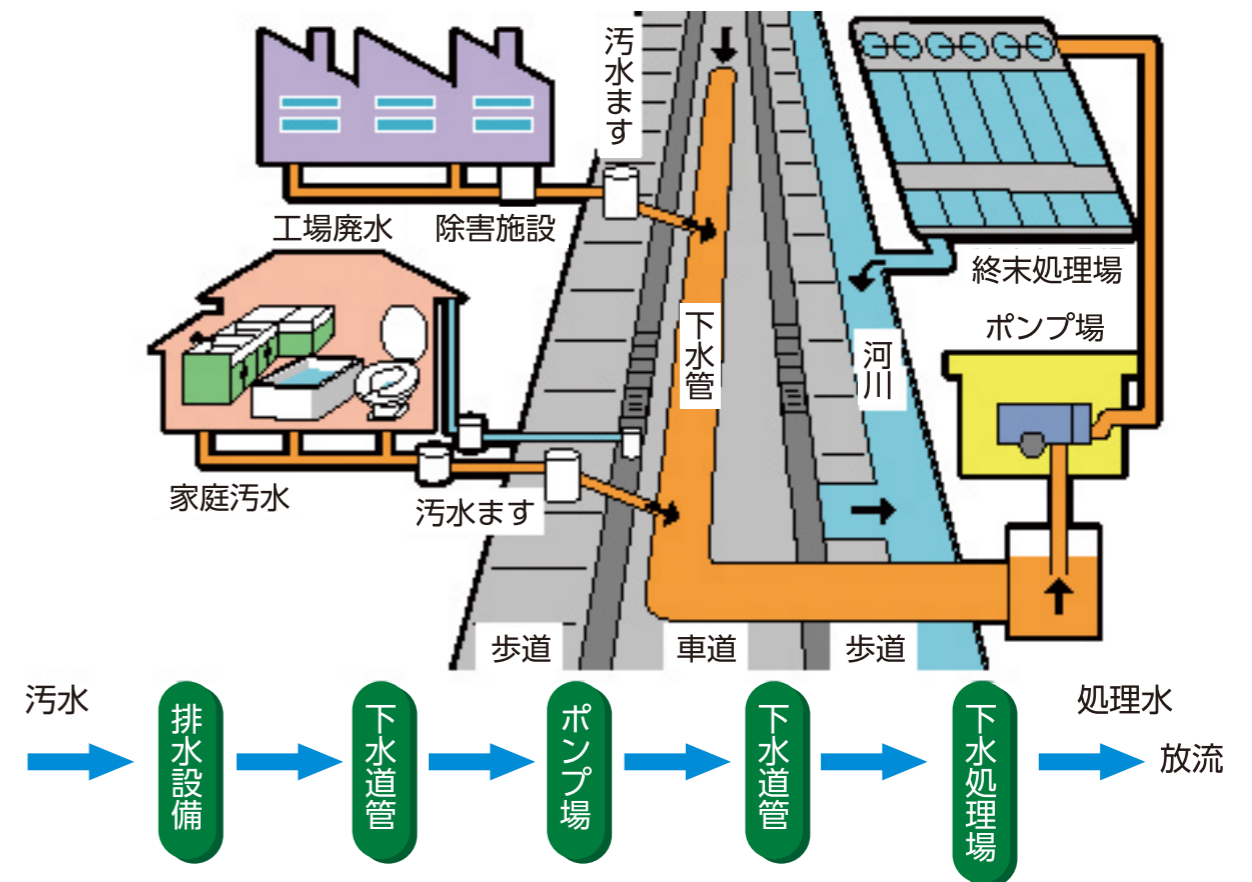 汚水ます
工場廃水
除害施設
終末処理場
ポンプ場
下水管
河川
家庭汚水
汚水ます
歩道
車道
歩道
汚水
排水設備
下水道管
ポンプ場
下水道管
下水処理場
処理水
放流